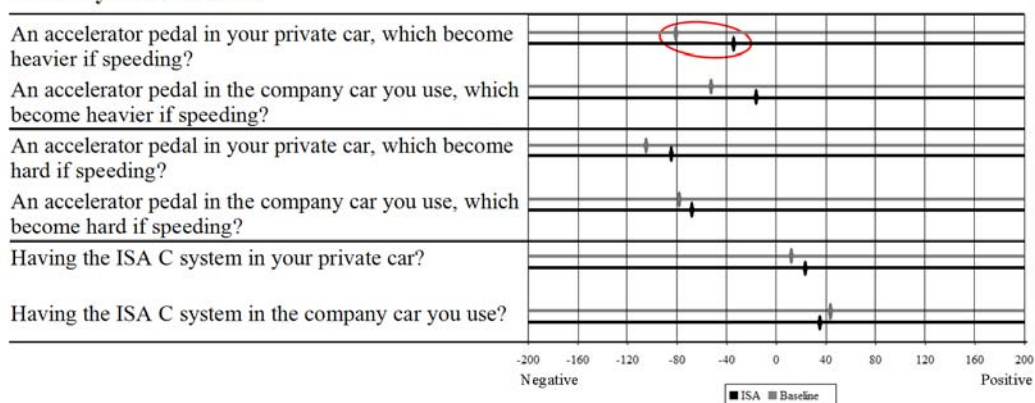 An accelerator pedal in your private car, which become
heavier if speeding?
An accelerator pedal in the company car you use, which
become heavier if speeding?
An accelerator pedal in your private car, which become
hard if speeding?
An accelerator pedal in the company car you use, which
become hard if speeding?
Having the ISA C system in your private car?
Having the ISA C system in the company car you use?
-200 -160 -120 -80 -40 0 40 80 120 160 200
Negative Positive
ISA Baseline